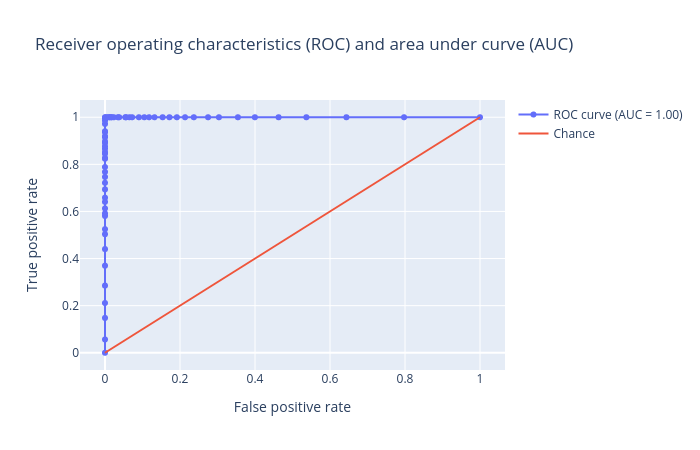 Receiver operating characteristics (ROC) and area under curve (AUC)
ROC curve (AUC = 1.00)
Chance
True positive rate
1
0.8
0.6
0.4
0.2
0
0
0.2
0.4
0.6
0.8
1
False positive rate